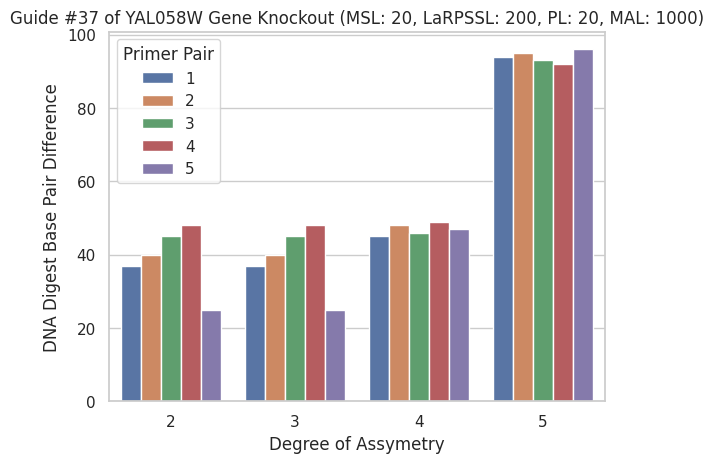 Guide #37 of YAL058W Gene Knockout (MSL: 20, LaRPSSL: 200, PL: 20, MAL: 1000)
Primer Pair
1
2
3
4
5
DNA Digest Base Pair Difference
100
80
60
40
20
0
2 3 4 5
Degree of Assymetry